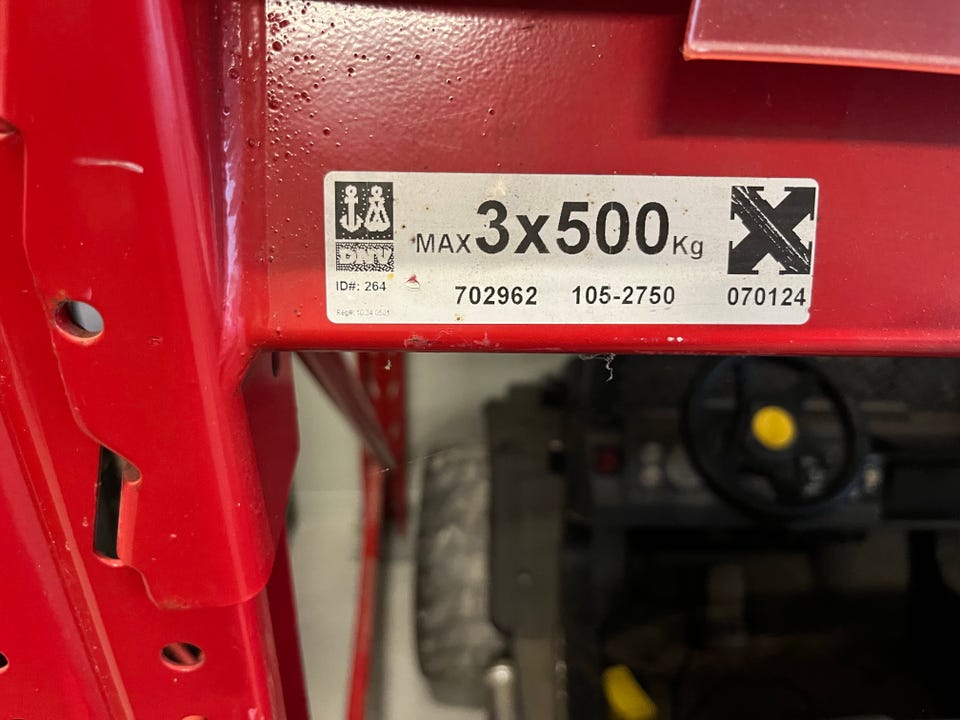 MAX 3x500 Kg
DNV
ID#: 264
702962 105-2750 070124